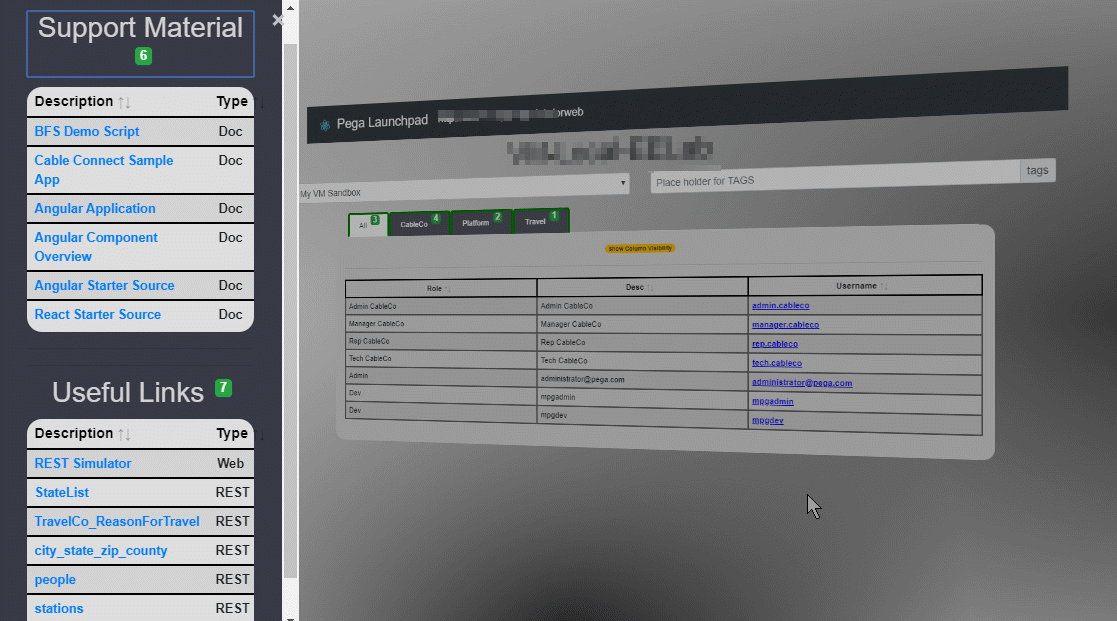 Support Material
6
Description Type
BFS Demo Script Doc
Cable Connect Sample App Doc
Angular Application Doc
Angular Component Overview Doc
Angular Starter Source Doc
React Starter Source Doc
Useful Links 7
Description Type
REST Simulator Web
StateList REST
TravelCo_ReasonForTravel REST
city_state_zip_county REST
people REST
stations REST
×
Pega Launchpad
My VM Sandbox
Place holder for TAGS tags
All 3 CableCo 4 Platform 2 Travel 1
Show Column Visibility
Role Desc Username
Admin CableCo Admin CableCo admin.cableco
Manager CableCo Manager CableCo manager.cableco
Rep CableCo Rep CableCo rep.cableco
Tech CableCo Tech CableCo tech.cableco
Admin administrator@pega.com administrator@pega.com
Dev mpgadmin mpgadmin
Dev mpgdev mpgdev